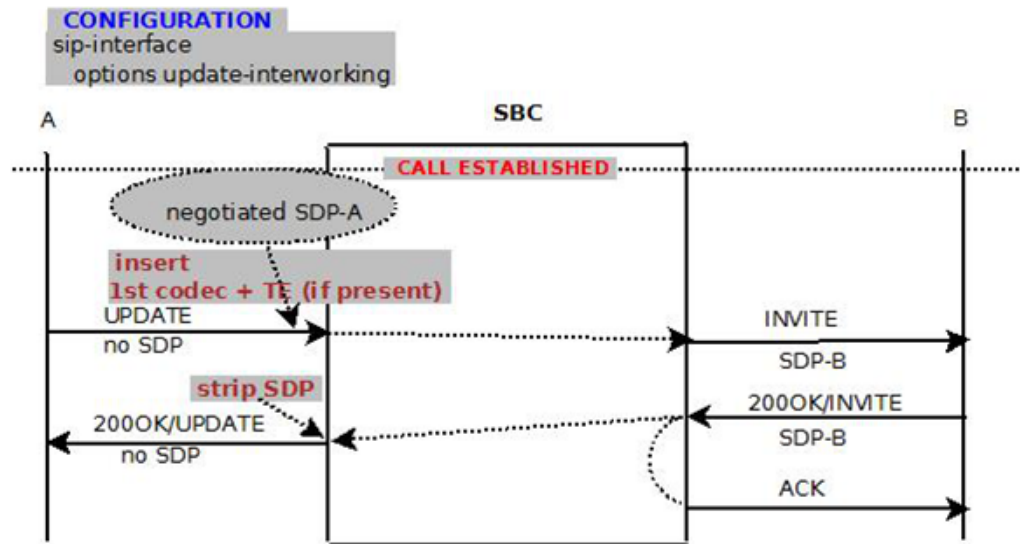 CONFIGURATION
sip-interface
options update-interworking
A
SBC
B
CALL ESTABLISHED
negotiated SDP-A
insert
1st codec + TE (if present)
UPDATE
no SDP
INVITE
SDP-B
strip SDP
200OK/UPDATE
no SDP
200OK/INVITE
SDP-B
ACK